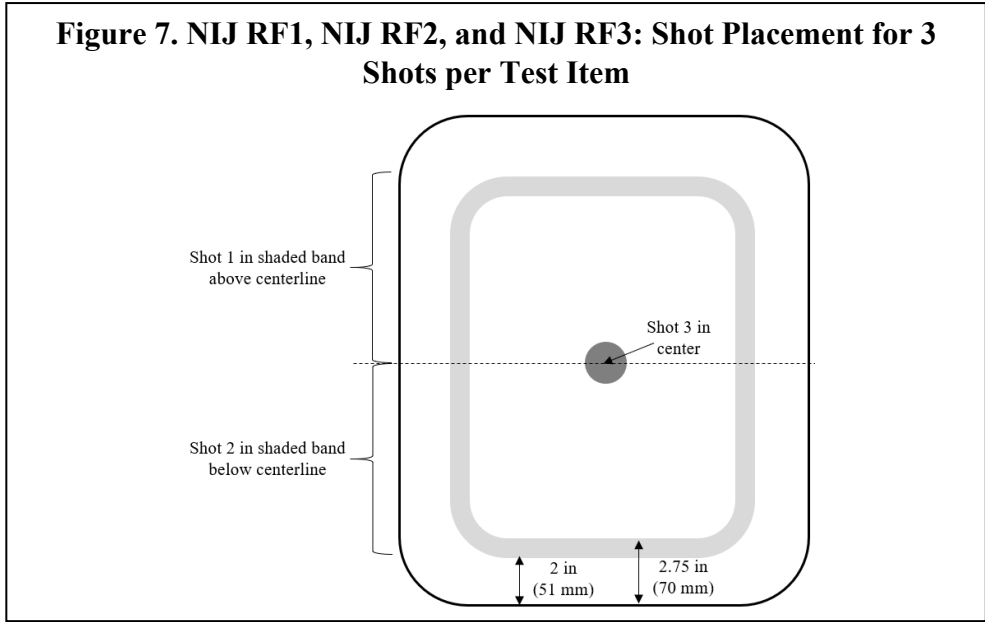 Figure 7. NIJ RF1, NIJ RF2, and NIJ RF3: Shot Placement for 3
Shots per Test Item
Shot 1 in shaded band
above centerline
Shot 3 in
center
Shot 2 in shaded band
below centerline
2 in
(51 mm)
2.75 in
(70 mm)